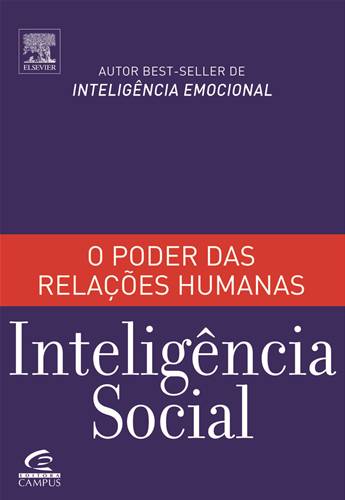 ELSEVIER
AUTOR BEST-SELLER DE
INTELIGÊNCIA EMOCIONAL
O PODER DAS
RELAÇÕES HUMANAS
Inteligência
Social
EDITORA
CAMPUS